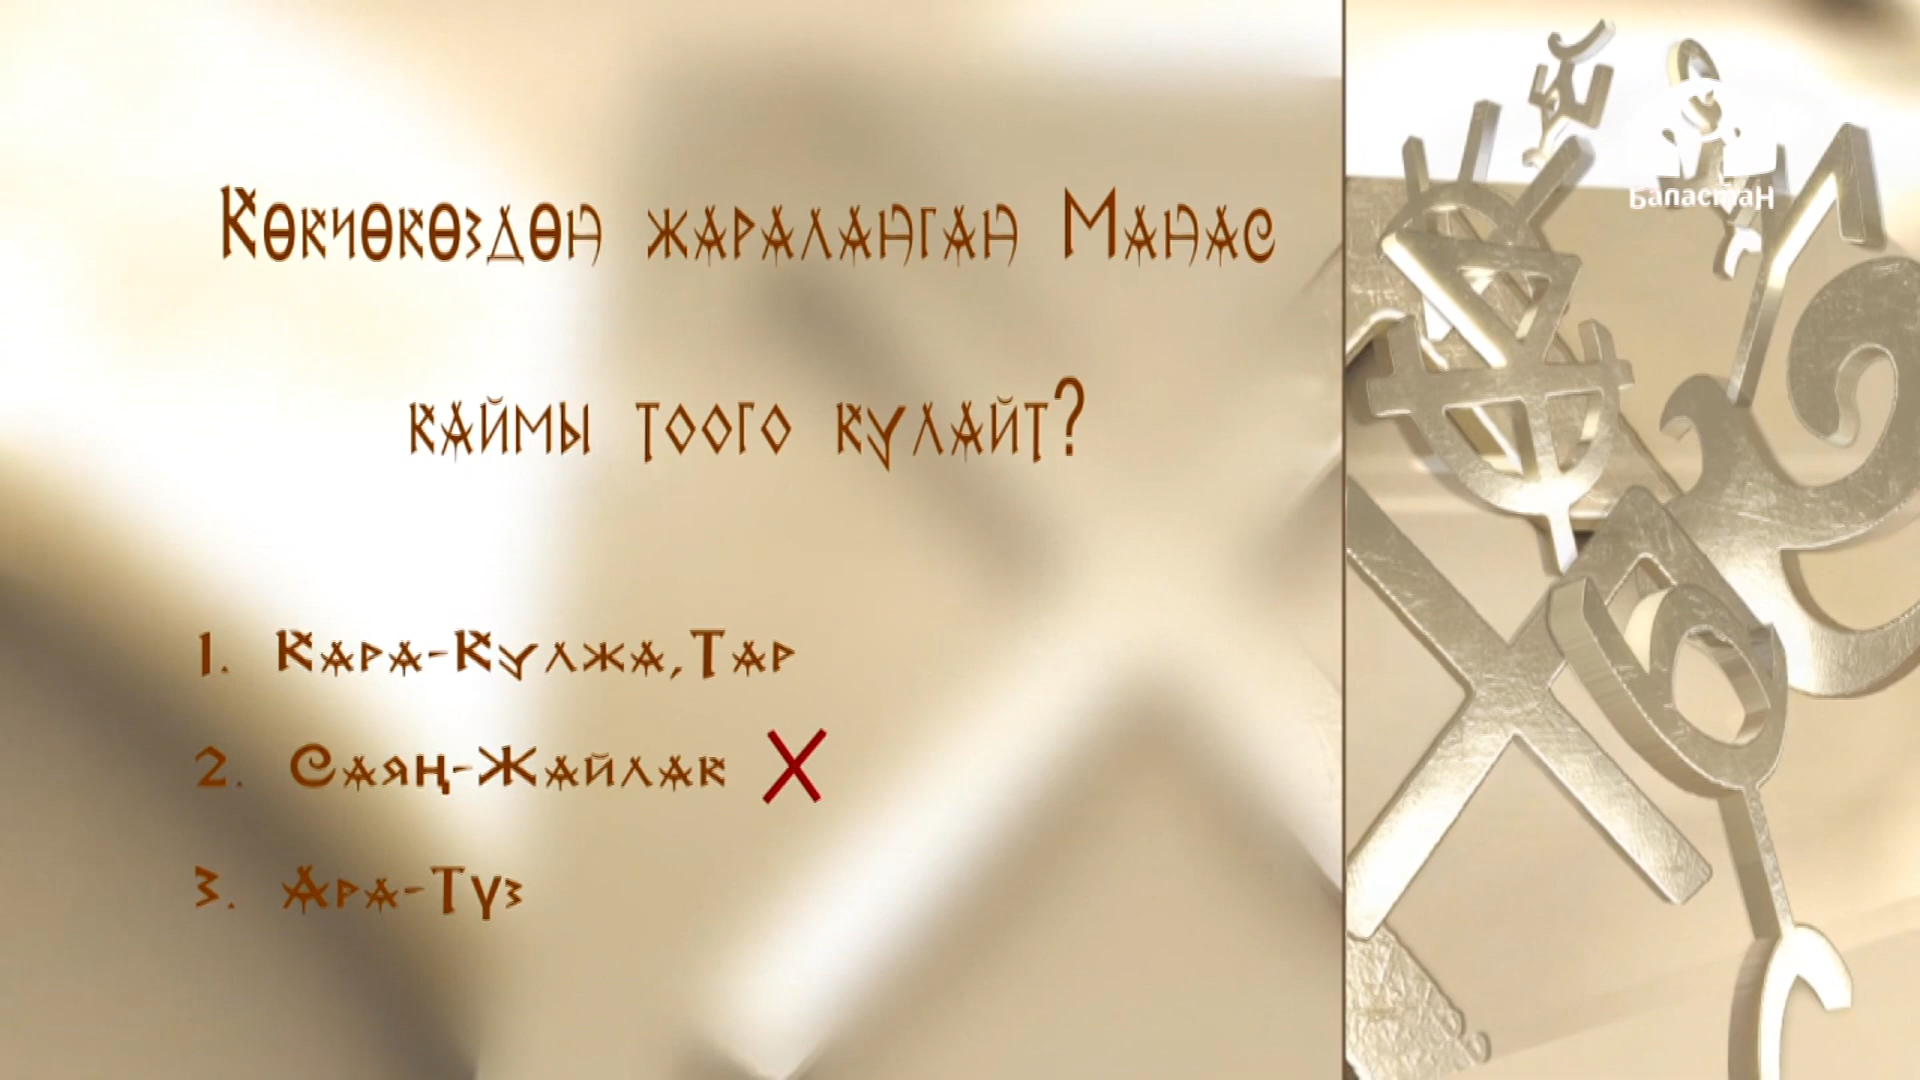 Көкчөкөздөн жараланган Манас
каймы тоого кулайт?
1. Кара-Кулжа,Тар
2. Саяң-Жайлак X
3. Ара-Түз
Баластан